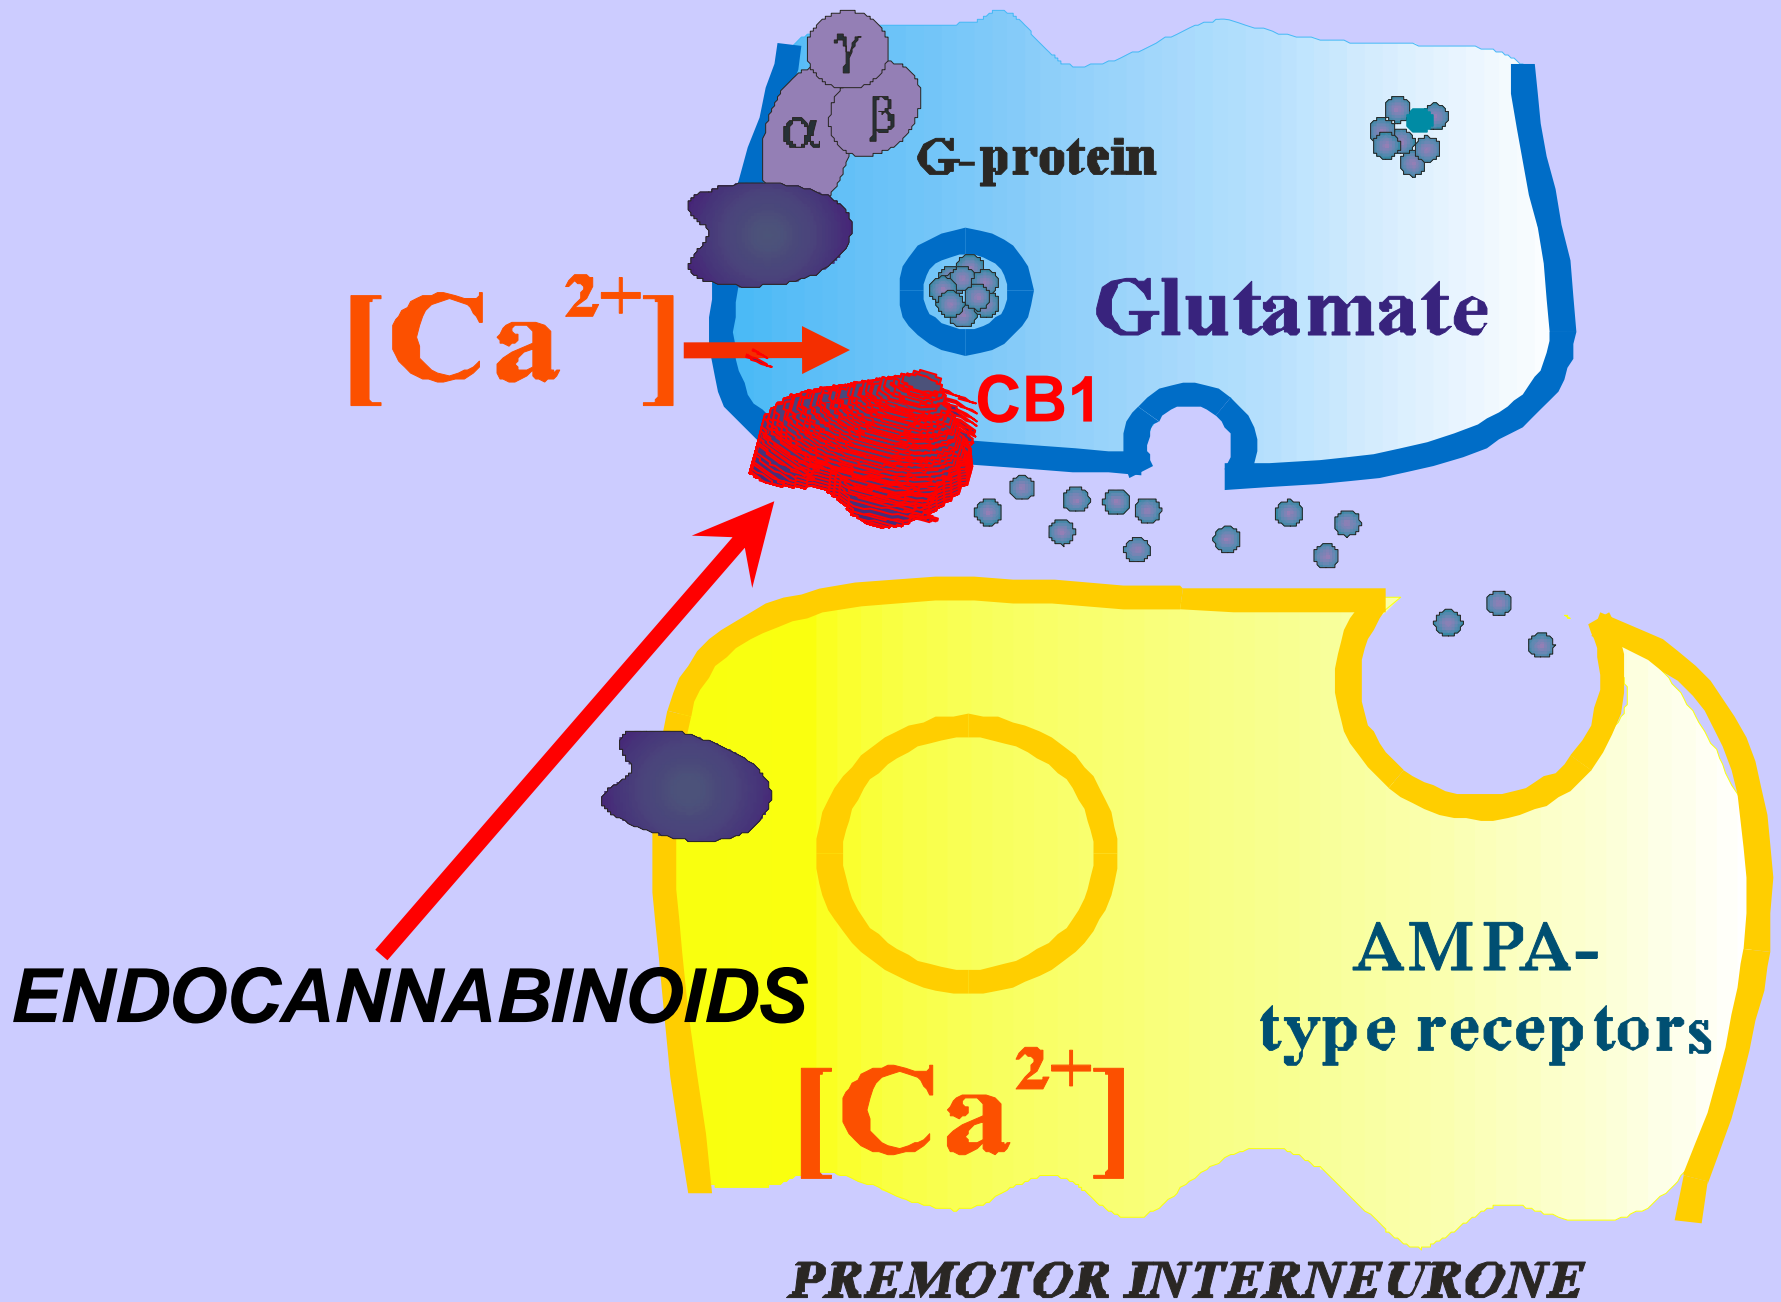 γ
β
α
G-protein
[Ca2+]
Glutamate
CB1
AMPA-
type receptors
ENDOCANNABINOIDS
[Ca2+]
PREMOTOR INTERNEURONE